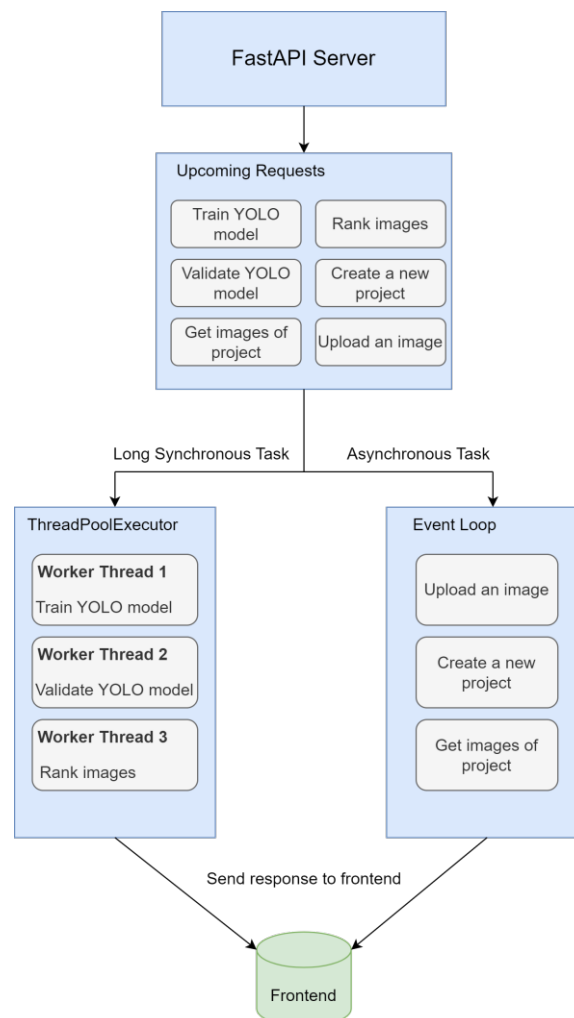 FastAPI Server
Upcoming Requests
Train YOLO
model
Rank images
Validate YOLO
model
Create a new
project
Get images of
project
Upload an image
Long Synchronous Task
Asynchronous Task
ThreadPoolExecutor
Worker Thread 1
Train YOLO model
Worker Thread 2
Validate YOLO model
Worker Thread 3
Rank images
Event Loop
Upload an image
Create a new
project
Get images of
project
Send response to frontend
Frontend